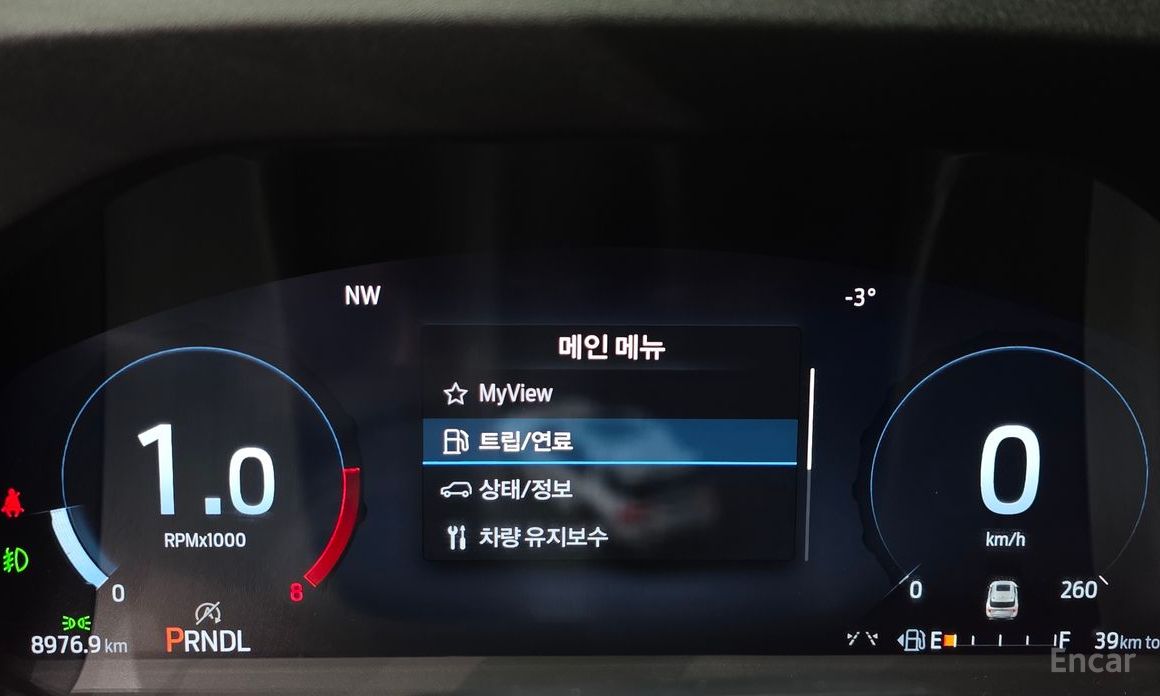 NW
-3°
메인 메뉴
MyView
트립/연료
상태/정보
차량 유지보수
1.0
RPMx1000
0
8
0
km/h
0
260
8976.9 km
PRNDL
E
F
39km to
Encar